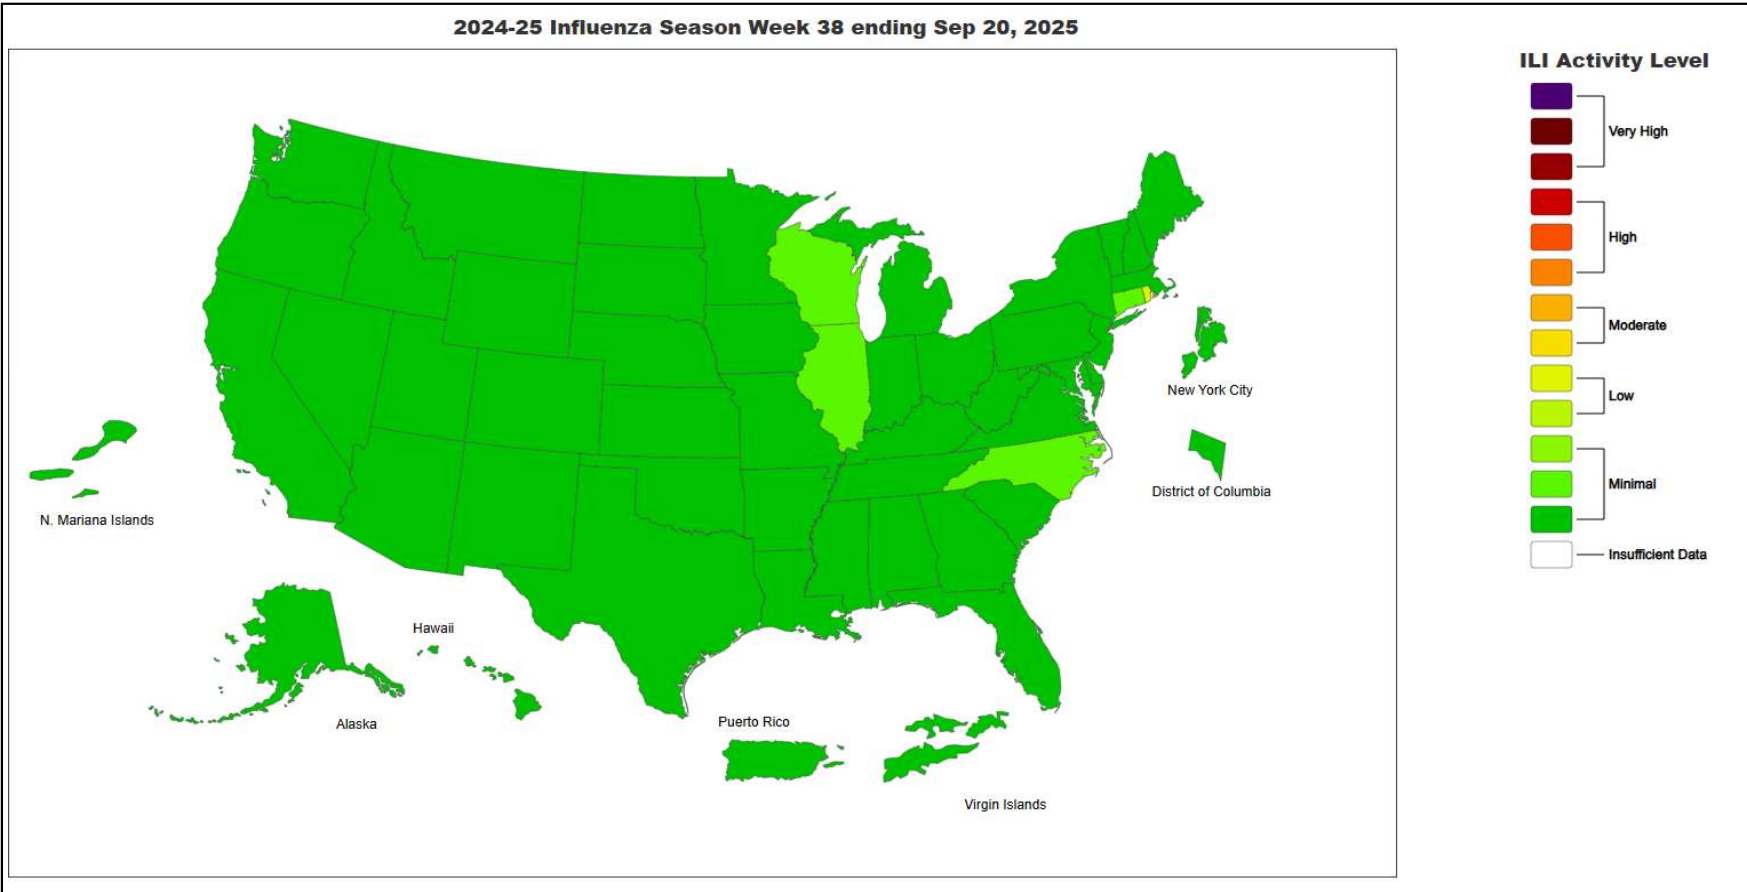 2024-25 Influenza Season Week 38 ending Sep 20, 2025
ILI Activity Level
Very High
High
Moderate
Low
Minimal
Insufficient Data
New York City
District of Columbia
N. Mariana Islands
Hawaii
Alaska
Puerto Rico
Virgin Islands